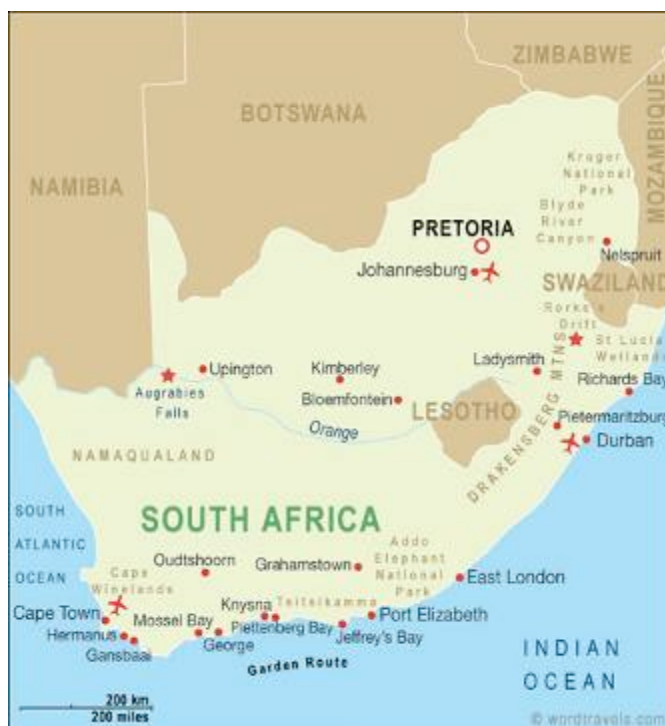 ZIMBABWE
BOTSWANA
MOZAMBIQUE
NAMIBIA
Kruger
National
Park
Blyde
River
Canyon
PRETORIA
Nelspruit
Johannesburg
SWAZILAND
Rorke's
Drift
St Lucia
Wetlands
Upington
Kimberley
Ladysmith
Augrabies
Falls
Bloemfontein
LESOTHO
Richards Bay
Orange
Pietermaritzburg
Durban
DRAKENSBERG MTNS
NAMAQUALAND
SOUTH AFRICA
SOUTH
ATLANTIC
OCEAN
Oudtshoorn
Grahamstown
Addo
Elephant
National
Park
Cape
Winelands
East London
Cape Town
Mossel Bay
Knysna
Teitsikamma
Port Elizabeth
Hermanus
George
Plettenberg Bay
Jeffrey's Bay
Gansbaai
Garden Route
INDIAN
OCEAN
200 km
200 miles
© wordtravels.com